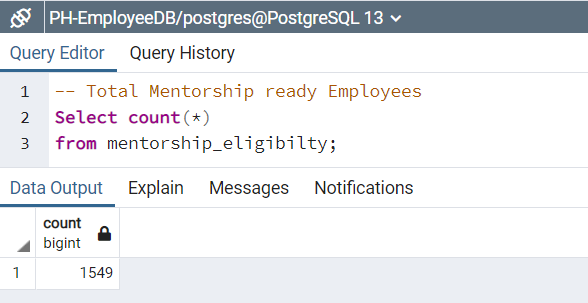 PH-EmployeeDB/postgres@PostgreSQL 13
Query Editor Query History
1 -- Total Mentorship ready Employees
2 Select count(*)
3 from mentorship_eligibilty;
Data Output Explain Messages Notifications
count
bigint
1 1549